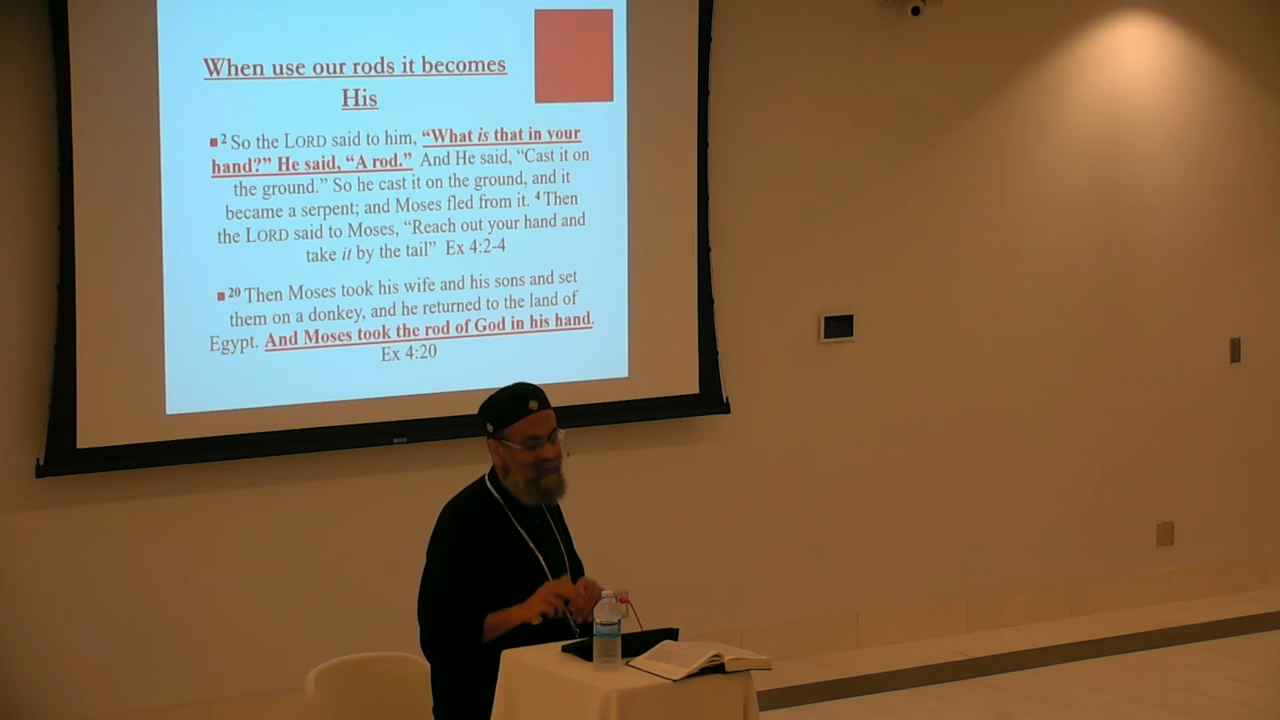 When use our rods it becomes
His
2 So the LORD said to him, “What is that in your
hand?” He said, “A rod.” And He said, “Cast it on
the ground.” So he cast it on the ground, and it
became a serpent; and Moses fled from it. 4 Then
the LORD said to Moses, “Reach out your hand and
take it by the tail” Ex 4:2-4
20 Then Moses took his wife and his sons and set
them on a donkey, and he returned to the land of
Egypt. And Moses took the rod of God in his hand.
Ex 4:20